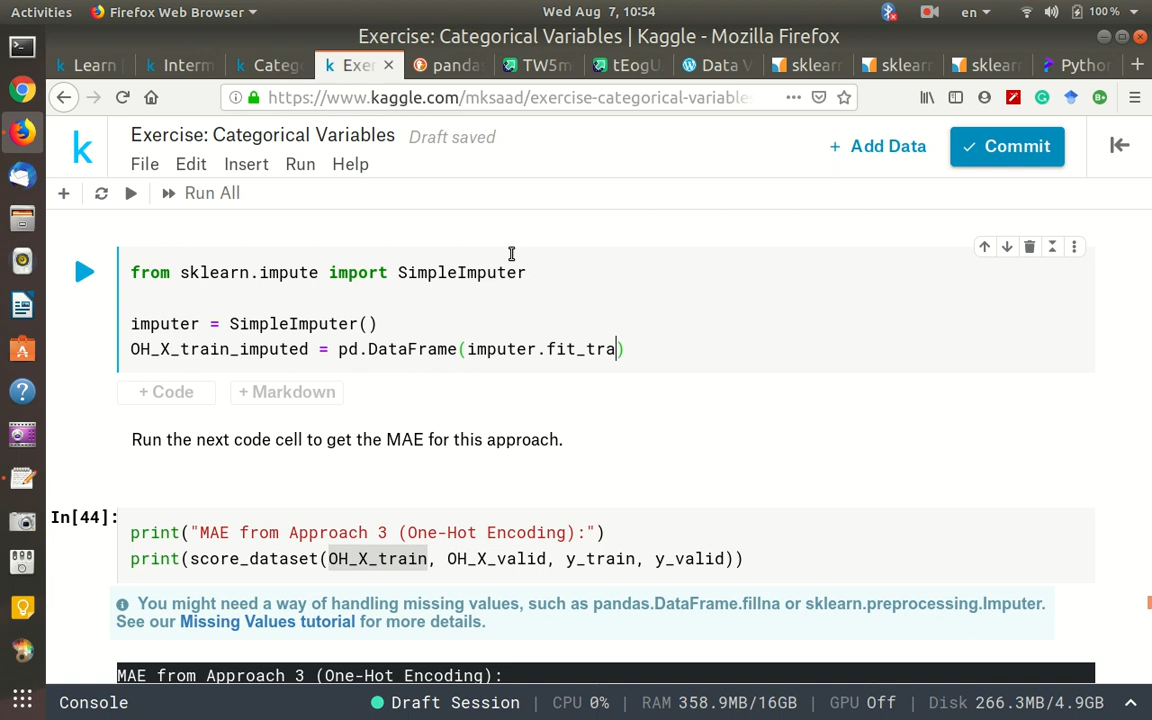 Activities Firefox Web Browser Wed Aug 7, 10:54 en 100 %
Exercise: Categorical Variables | Kaggle - Mozilla Firefox
Learn Interm Categ Exer panda TW5m tEogU Data V sklearn sklearn sklearn Python
https://www.kaggle.com/mksaad/exercise-categorical-variable
Exercise: Categorical Variables Draft saved
+ Add Data Commit
File Edit Insert Run Help
Run All
from sklearn.impute import SimpleImputer
imputer = SimpleImputer()
OH_X_train_imputed = pd.DataFrame(imputer.fit_tra)
+ Code + Markdown
Run the next code cell to get the MAE for this approach.
In[44]:
print("MAE from Approach 3 (One-Hot Encoding):")
print(score_dataset(OH_X_train, OH_X_valid, y_train, y_valid))
You might need a way of handling missing values, such as pandas.DataFrame.fillna or sklearn.preprocessing.Imputer.
See our Missing Values tutorial for more details.
MAE from Approach 3 (One-Hot Encoding):
Console Draft Session | CPU 0% | RAM 358.9MB/16GB | GPU Off | Disk 266.3MB/4.9GB